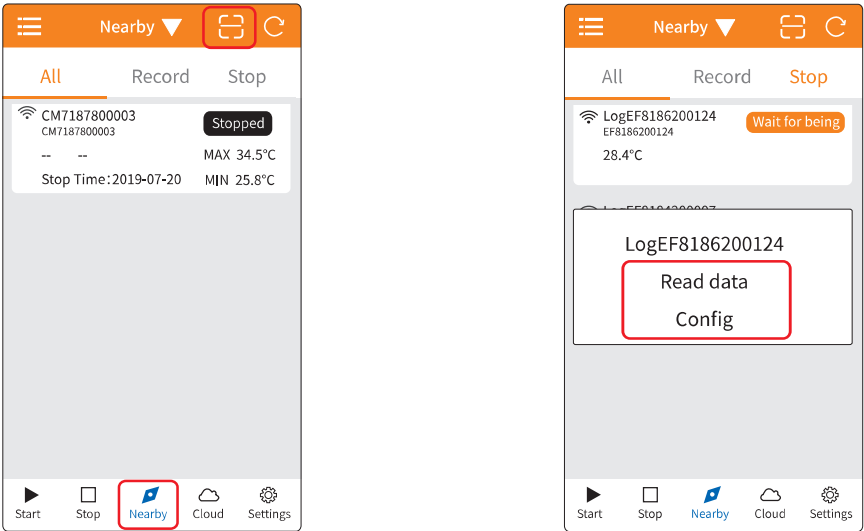 Nearby
All Record Stop
CM7187800003
CM7187800003
Stopped
-- --
MAX 34.5°C
Stop Time:2019-07-20
MIN 25.8°C
Start Stop Nearby Cloud Settings
Nearby
All Record Stop
LogEF8186200124
EF8186200124
Wait for being
28.4°C
LogEF8186200124
Read data
Config
Start Stop Nearby Cloud Settings